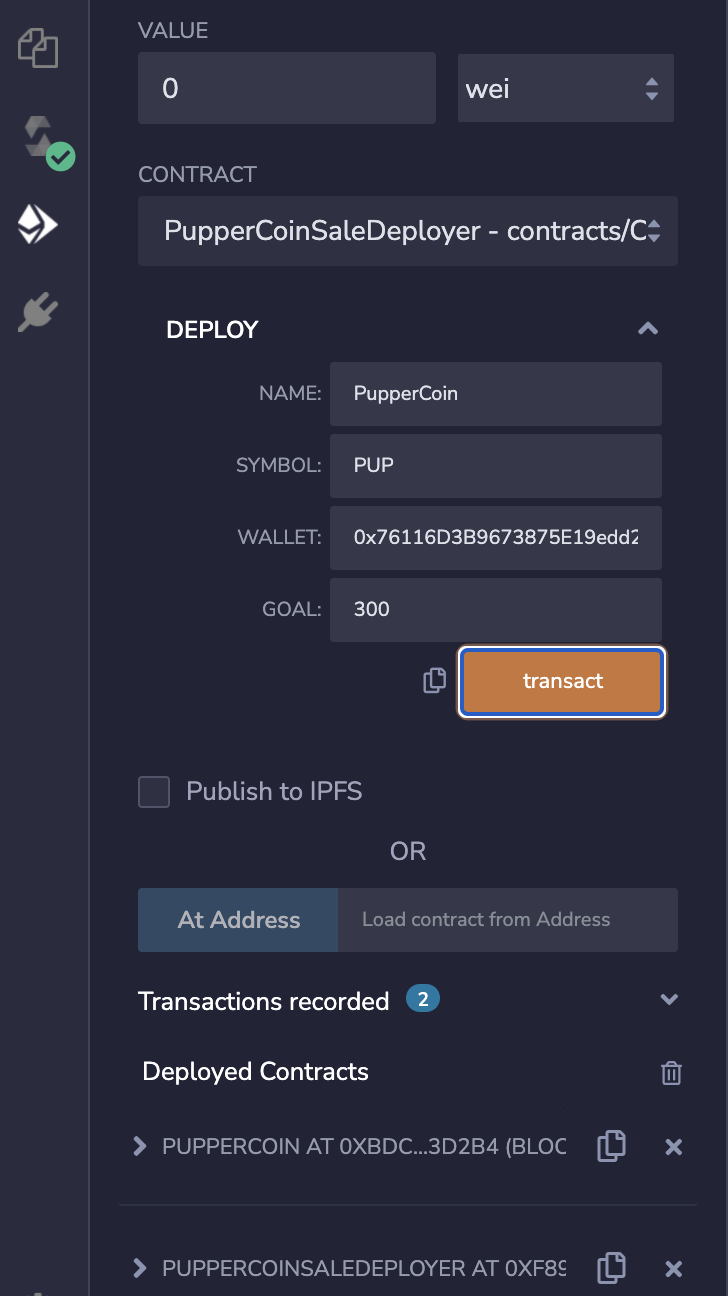 VALUE
0 wei
CONTRACT
PupperCoinSaleDeployer - contracts/C
DEPLOY
NAME: PupperCoin
SYMBOL: PUP
WALLET: 0x76116D3B9673875E19edd2
GOAL: 300
transact
Publish to IPFS
OR
At Address Load contract from Address
Transactions recorded 2
Deployed Contracts
PUPPERCOIN AT 0XBDC...3D2B4 (BLOC
PUPPERCOINSALEDEPLOYER AT 0XF89